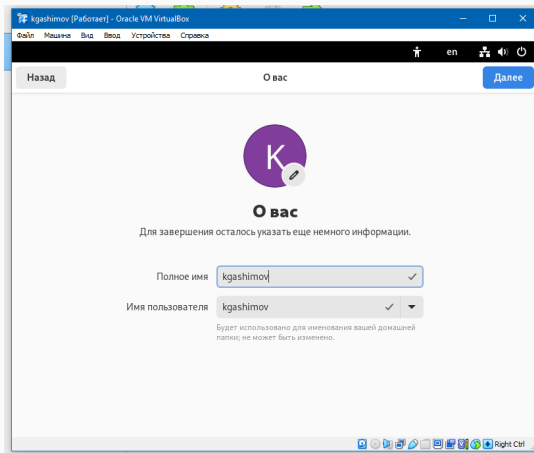 kgashimov [Работает] - Oracle VM VirtualBox
Файл Машина Вид Ввод Устройства Справка
en
Назад О вас Далее
K
О вас
Для завершения осталось указать еще немного информации.
Полное имя kgashimov
Имя пользователя kgashimov
Будет использовано для именования вашей домашней
папки; не может быть изменено.
Right Ctrl